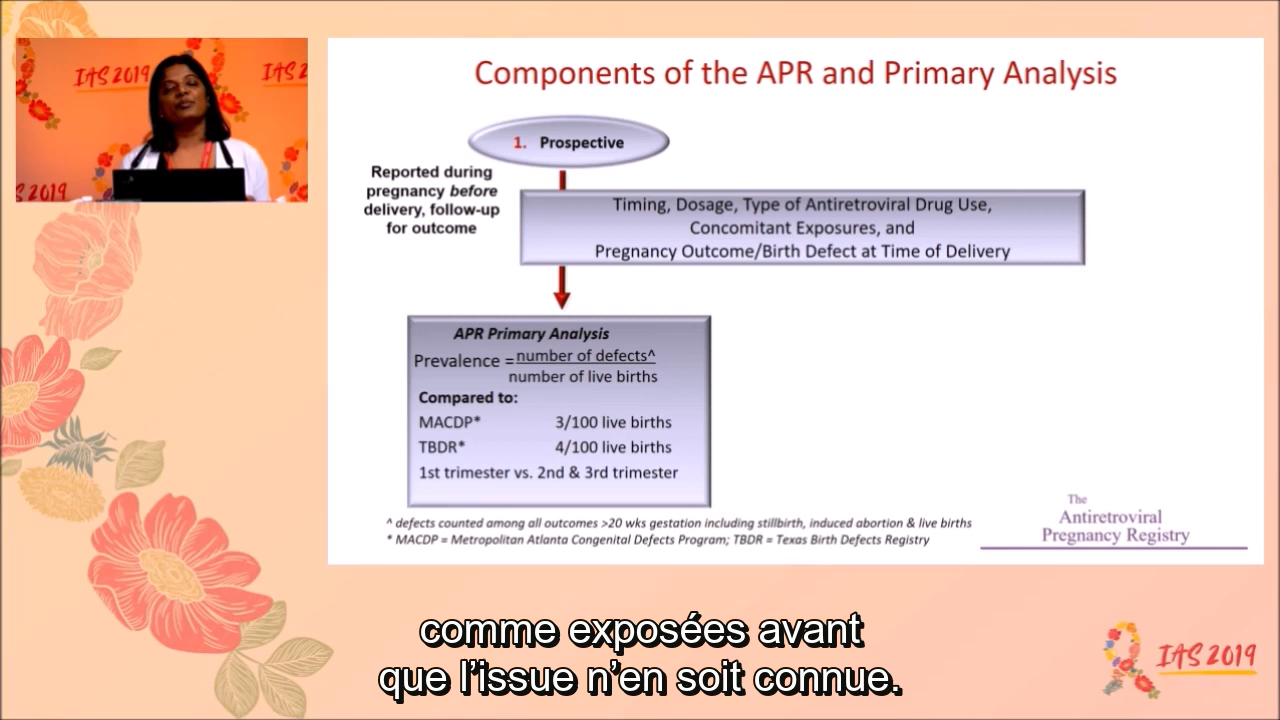 IAS 2019
IAS 2
S 2019
Components of the APR and Primary Analysis
1. Prospective
Reported during
pregnancy before
delivery, follow-up
for outcome
Timing, Dosage, Type of Antiretroviral Drug Use,
Concomitant Exposures, and
Pregnancy Outcome/Birth Defect at Time of Delivery
APR Primary Analysis
Prevalence = number of defects^
number of live births
Compared to:
MACDP* 3/100 live births
TBDR* 4/100 live births
1st trimester vs. 2nd & 3rd trimester
^ defects counted among all outcomes >20 wks gestation including stillbirth, induced abortion & live births
* MACDP = Metropolitan Atlanta Congenital Defects Program; TBDR = Texas Birth Defects Registry
The
Antiretroviral
Pregnancy Registry
comme exposées avant
que l’issue n’en soit connue.
IAS 2019